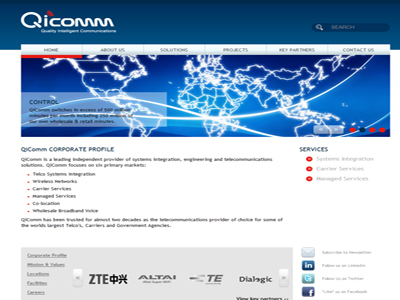 Qicomm
Quality Intelligent Communications
SEARCH
HOME ABOUT US SOLUTIONS PROJECTS KEY PARTNERS CONTACT US
CONTROL
QiComm switches in excess of 500 million
minutes per month including 250 million of
our own wholesale & retail minutes.
QiComm CORPORATE PROFILE
QiComm is a leading independent provider of systems integration, engineering and telecommunications
solutions. QiComm focuses on six primary markets:
Telco Systems Integration
Wireless Networks
Carrier Services
Managed Services
Co-location
Wholesale Broadband Voice
QiComm has been trusted for almost two decades as the telecommunications provider of choice for some of
the worlds largest Telco's, Carriers and Government Agencies.
SERVICES
Systems Integration
Carrier Services
Managed Services
Corporate Profile
Mission & Values
Locations
Facilities
Careers
ZTE中兴
ALTAI
TE
Dialogic
View key partners >>
Subscribe to Newsletter
Follow us on LinkedIn
Follow us on Twitter
"Like" us on Facebook